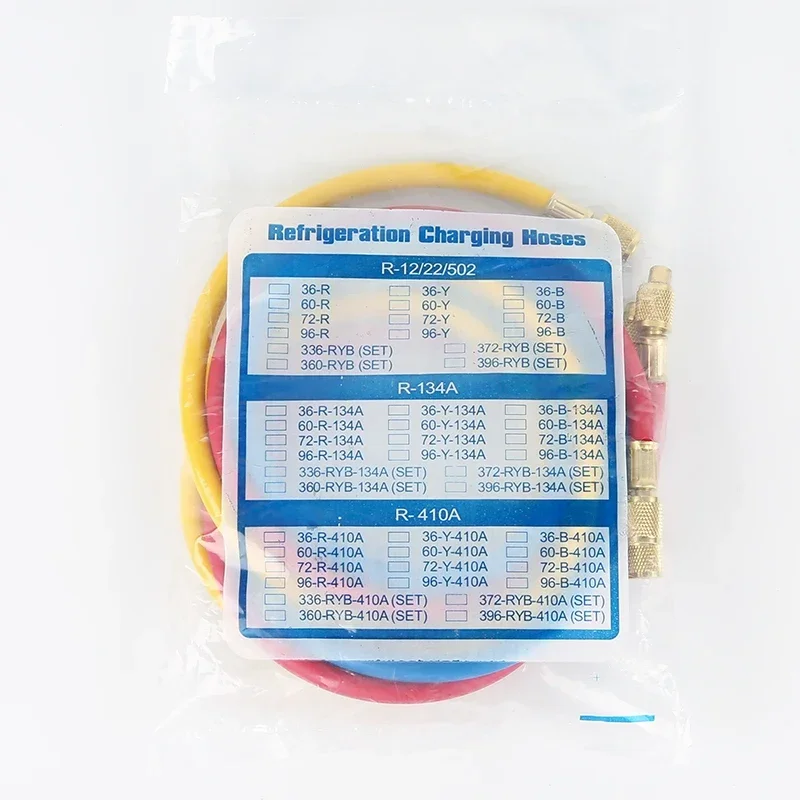 Refrigeration Charging Hoses
R-12/22/502
36-R 36-Y 36-B
60-R 60-Y 60-B
72-R 72-Y 72-B
96-R 96-Y 96-B
336-RYB (SET) 372-RYB (SET)
360-RYB (SET) 396-RYB (SET)
R-134A
36-R-134A 36-Y-134A 36-B-134A
60-R-134A 60-Y-134A 60-B-134A
72-R-134A 72-Y-134A 72-B-134A
96-R-134A 96-Y-134A 96-B-134A
336-RYB-134A (SET) 372-RYB-134A (SET)
360-RYB-134A (SET) 396-RYB-134A (SET)
R- 410A
36-R-410A 36-Y-410A 36-B-410A
60-R-410A 60-Y-410A 60-B-410A
72-R-410A 72-Y-410A 72-B-410A
96-R-410A 96-Y-410A 96-B-410A
336-RYB-410A (SET) 372-RYB-410A (SET)
360-RYB-410A (SET) 396-RYB-410A (SET)